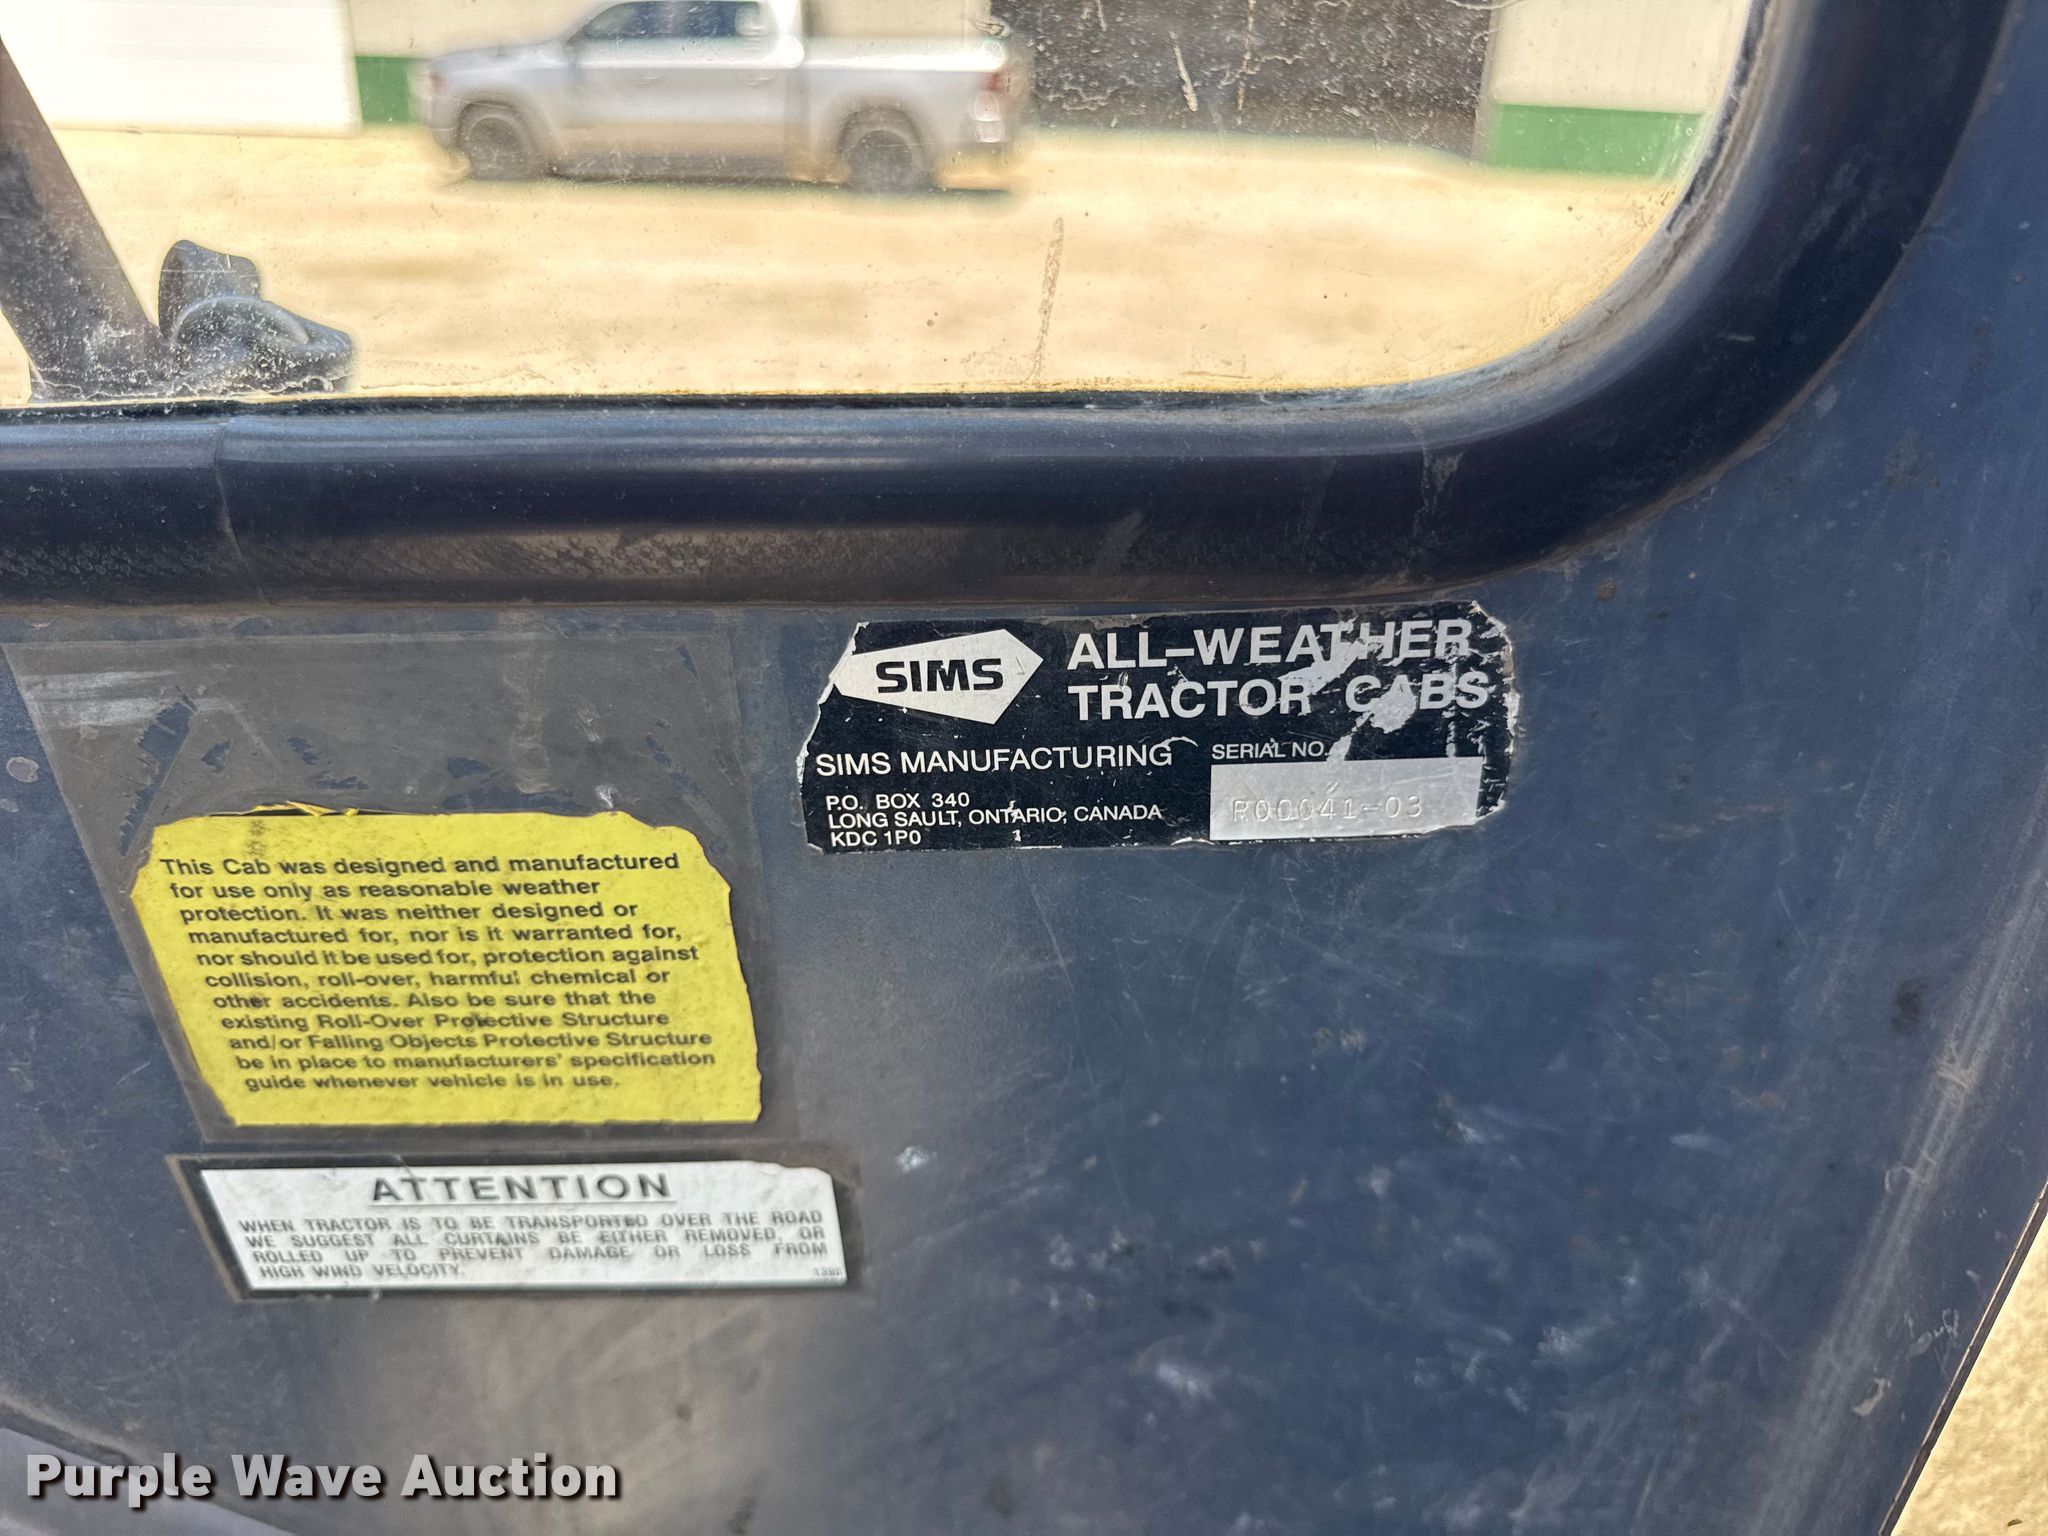 SIMS
ALL-WEATHER
TRACTOR CABS
SIMS MANUFACTURING
P.O. BOX 340
LONG SAULT, ONTARIO, CANADA
KDC 1P0
SERIAL NO.
R00041-03
This Cab was designed and manufactured
for use only as reasonable weather
protection. It was neither designed or
manufactured for, nor is it warranted for,
nor should it be used for, protection against
collision, roll-over, harmful chemical or
other accidents. Also be sure that the
existing Roll-Over Protective Structure
and/or Falling Objects Protective Structure
be in place to manufacturers' specification
guide whenever vehicle is in use.
ATTENTION
WHEN TRACTOR IS TO BE TRANSPORTED OVER THE ROAD
WE SUGGEST ALL CURTAINS BE EITHER REMOVED, OR
ROLLED UP TO PREVENT DAMAGE OR LOSS FROM
HIGH WIND VELOCITY.
Purple Wave Auction